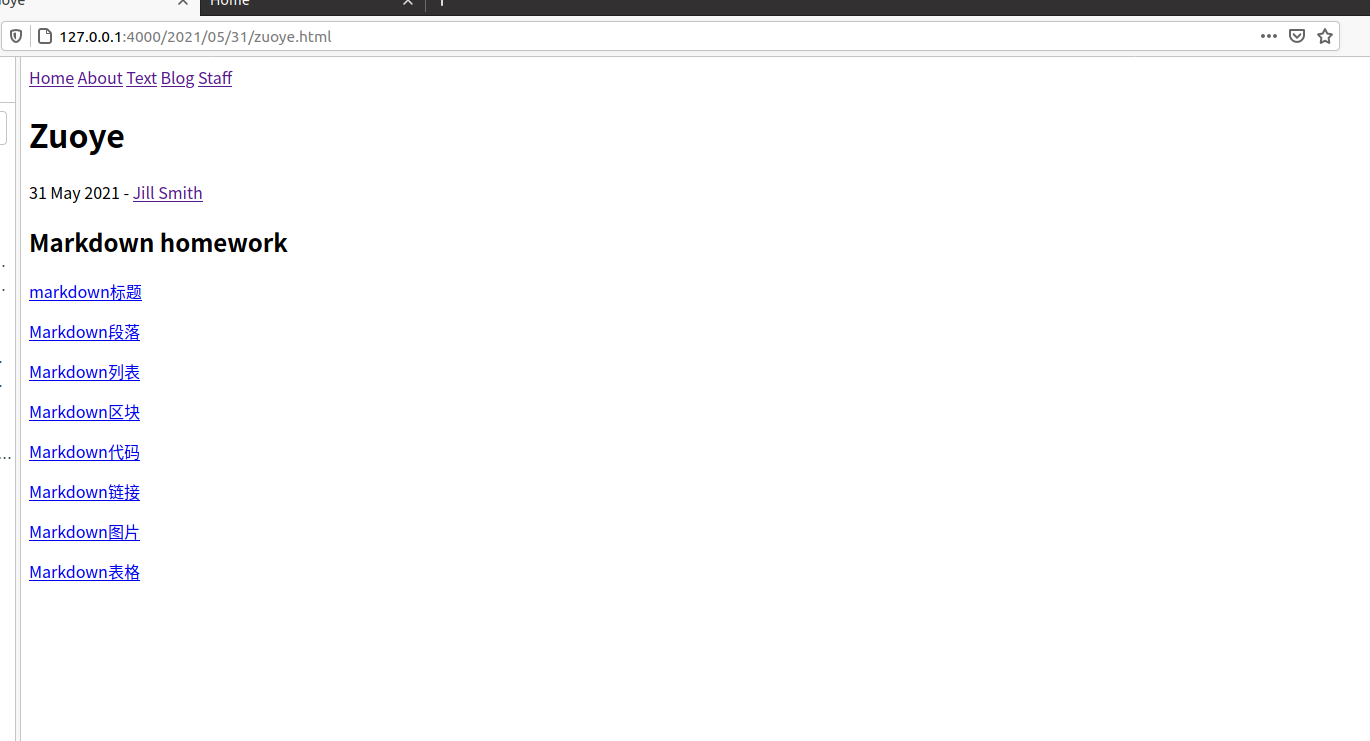 Home
127.0.0.1:4000/2021/05/31/zuoye.html
Home About Text Blog Staff
Zuoye
31 May 2021 - Jill Smith
Markdown homework
markdown标题
Markdown段落
Markdown列表
Markdown区块
Markdown代码
Markdown链接
Markdown图片
Markdown表格